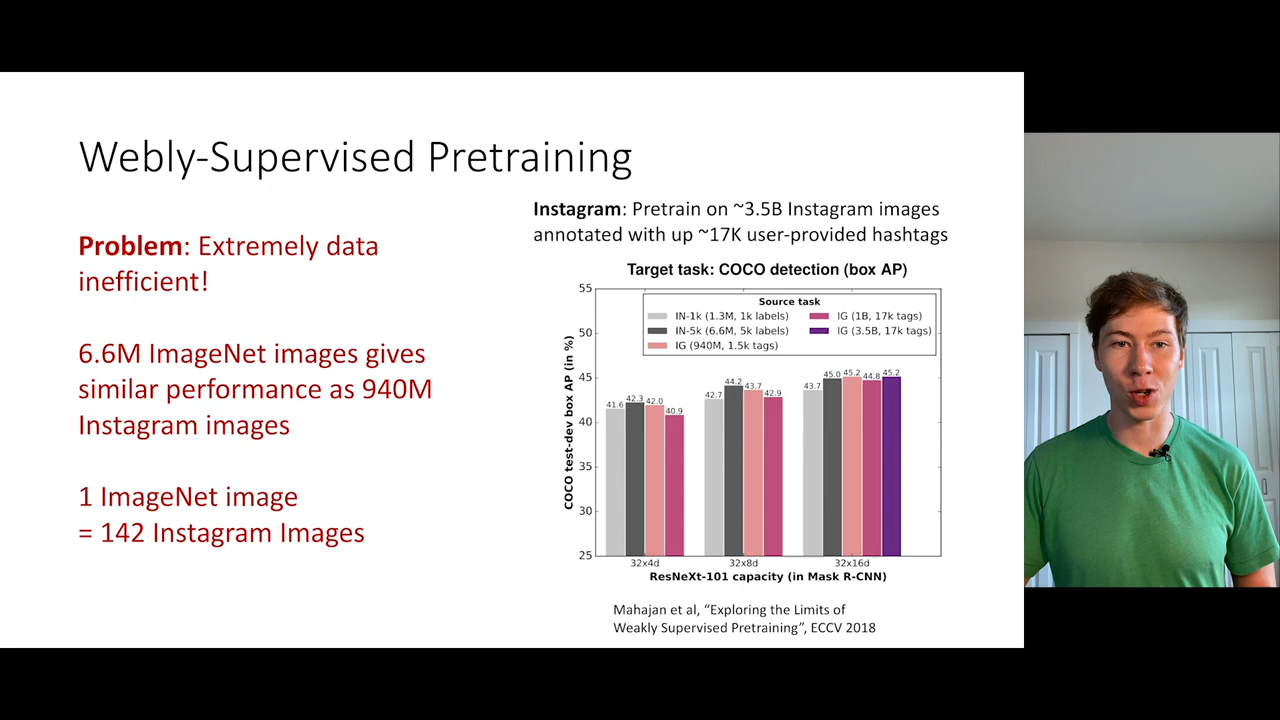 Webly-Supervised Pretraining
Problem: Extremely data
inefficient!
6.6M ImageNet images gives
similar performance as 940M
Instagram images
1 ImageNet image
= 142 Instagram Images
Instagram: Pretrain on ~3.5B Instagram images
annotated with up ~17K user-provided hashtags
Target task: COCO detection (box AP)
Source task
IN-1k (1.3M, 1k labels)
IN-5k (6.6M, 5k labels)
IG (940M, 1.5k tags)
IG (1B, 17k tags)
IG (3.5B, 17k tags)
COCO test-dev box AP (in %)
55
50
45
40
35
30
25
41.6 42.3 42.0 40.9
42.7 44.2 43.7 42.9
43.7 45.0 45.2 44.8 45.2
32x4d 32x8d 32x16d
ResNeXt-101 capacity (in Mask R-CNN)
Mahajan et al, “Exploring the Limits of
Weakly Supervised Pretraining”, ECCV 2018